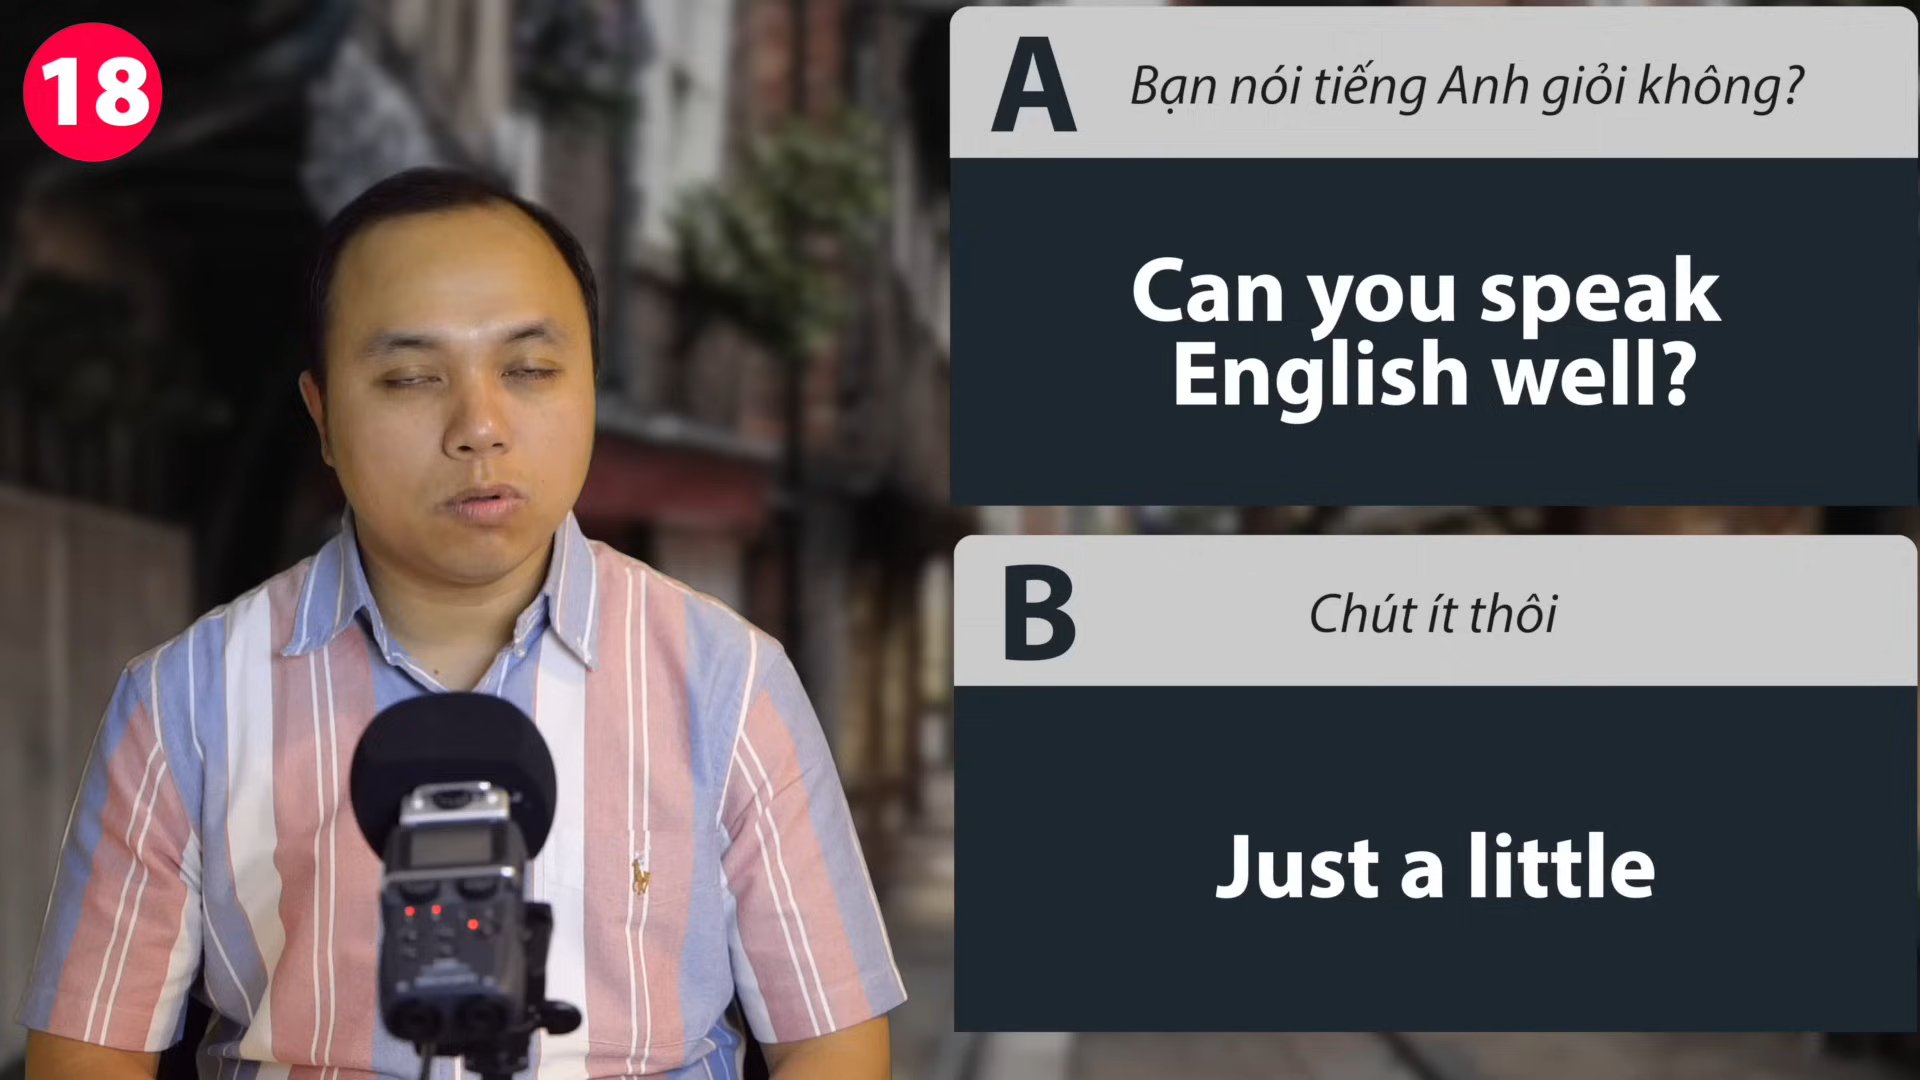 18
A
Bạn nói tiếng Anh giỏi không?
Can you speak
English well?
B
Chút ít thôi
Just a little